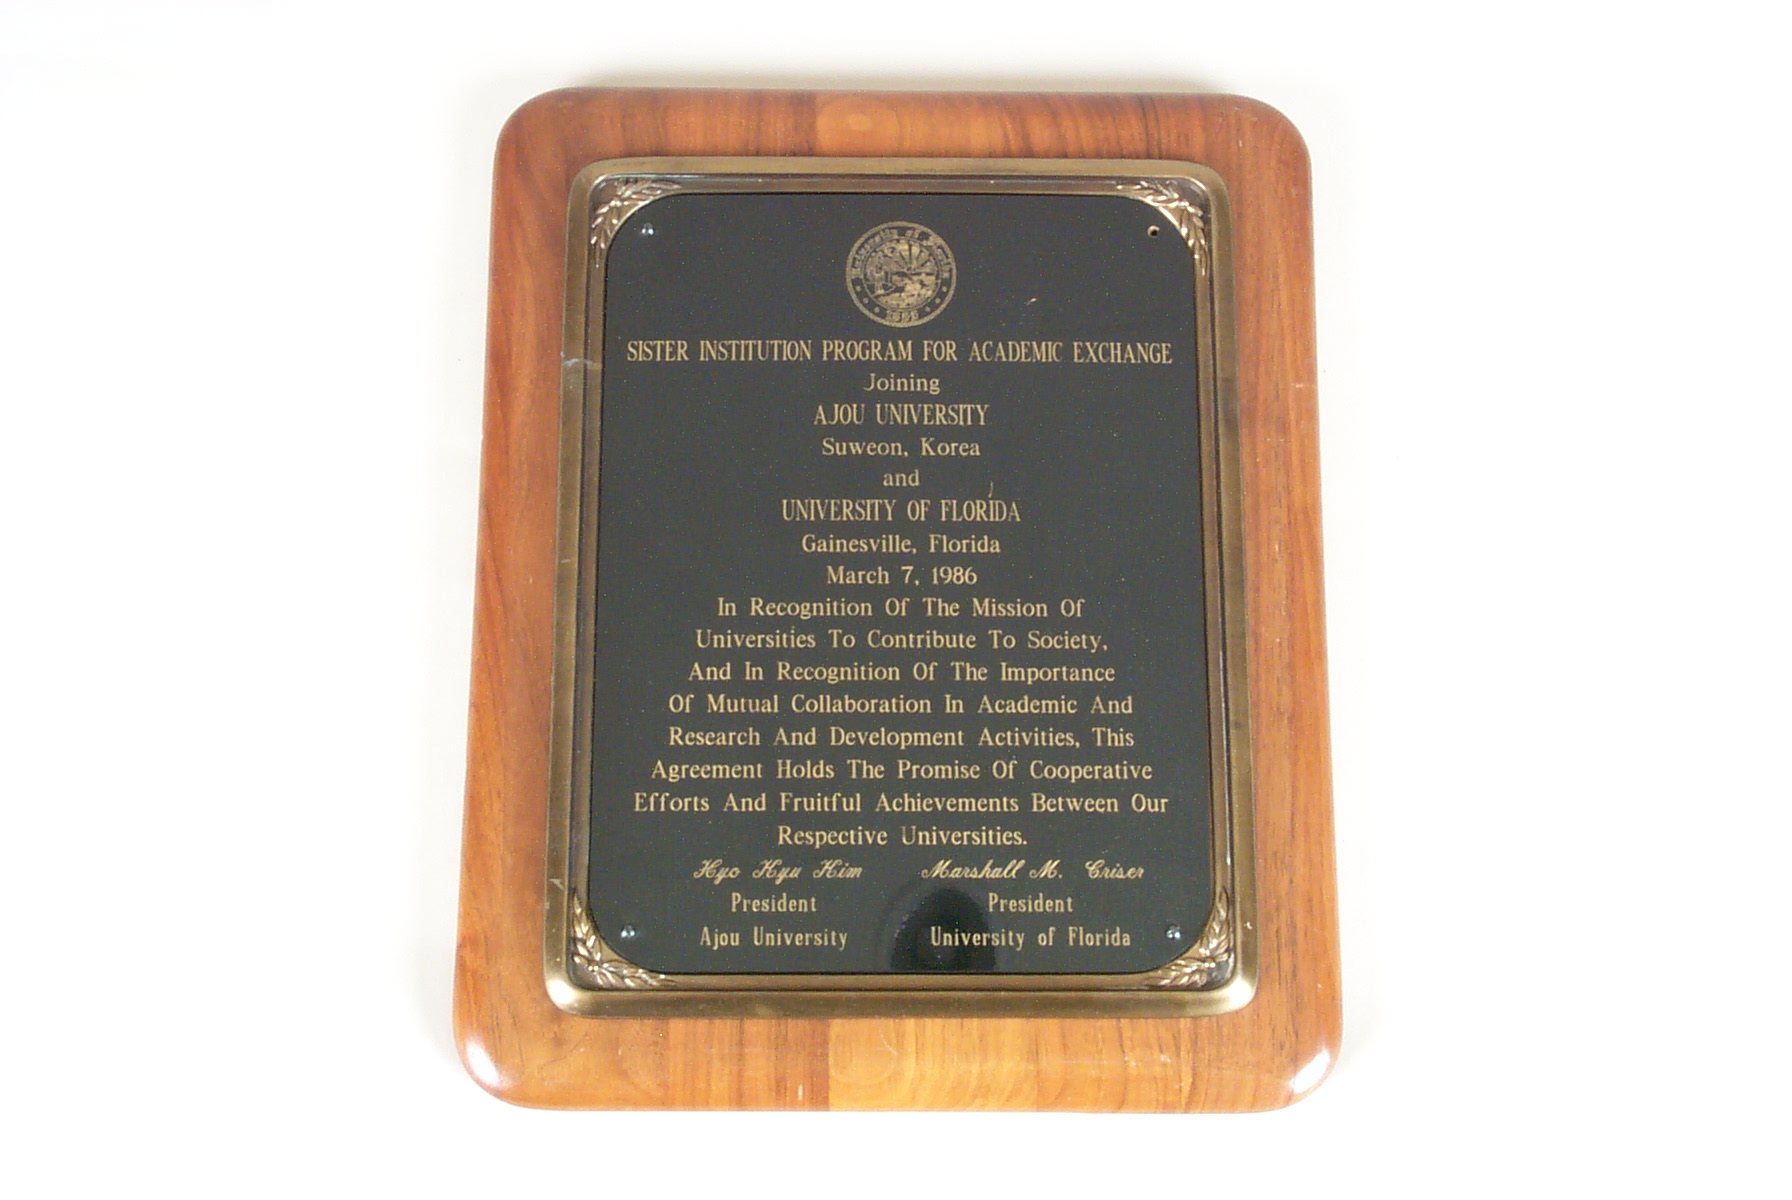 University of Florida
SISTER INSTITUTION PROGRAM FOR ACADEMIC EXCHANGE
Joining
AJOU UNIVERSITY
Suweon, Korea
and
UNIVERSITY OF FLORIDA
Gainesville, Florida
March 7, 1986
In Recognition Of The Mission Of
Universities To Contribute To Society,
And In Recognition Of The Importance
Of Mutual Collaboration In Academic And
Research And Development Activities, This
Agreement Holds The Promise Of Cooperative
Efforts And Fruitful Achievements Between Our
Respective Universities.
Hyo Kyu Kim Marshall M. Criser
President President
Ajou University University of Florida